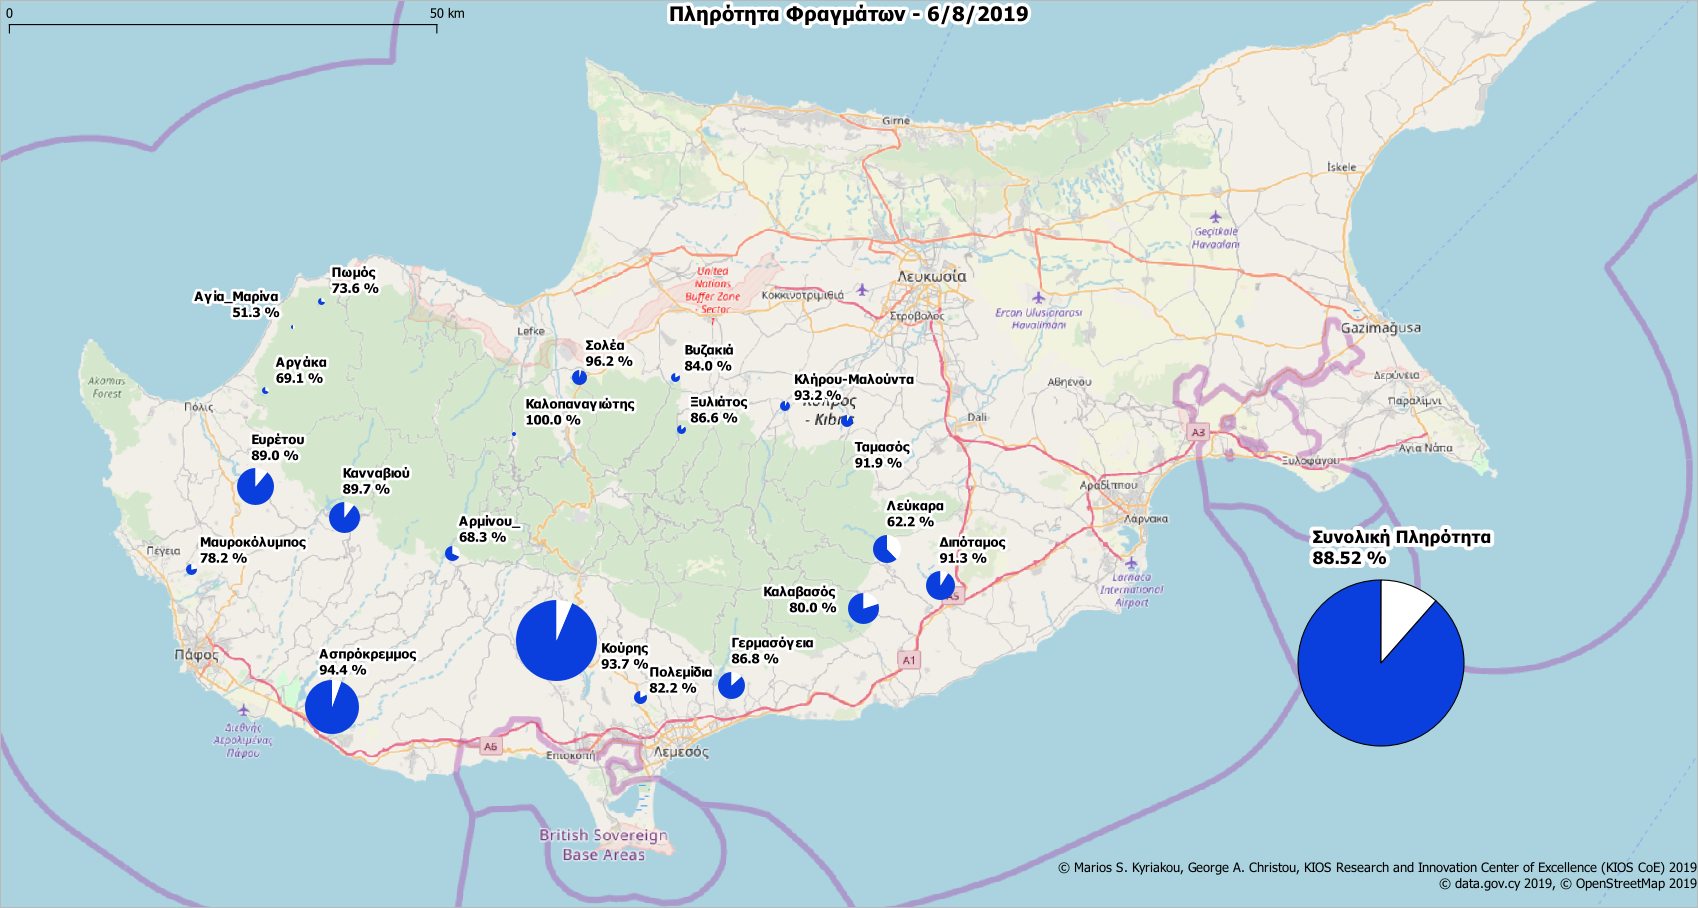 0
50 km
Πληρότητα Φραγμάτων - 6/8/2019
Girne
İskele
Geçitkale
Havaalanı
Πωμός
73.6 %
United
Nations
Buffer Zone
- Sector
Λευκωσία
Κοκκινοτριμιθιά
Αγία_Μαρίνα
51.3 %
Ercan Uluslararası
Havalimanı
Στρόβολος
Lefke
Gazimağusa
Σολέα
96.2 %
Βυζακιά
84.0 %
Αργάκα
69.1 %
Akamas
Forest
Κλήρου-Μαλούντα
93.2 %
Αθηένου
Δερύνεια
Πόλις
Καλοπαναγιώτης
100.0 %
Ξυλιάτος
86.6 %
Κύπρος
- Kıbrıs
Dali
Παραλίμνι
A3
Ευρέτου
89.0 %
Ταμασός
91.9 %
Αγία Νάπα
Ξυλοφάγου
Κανναβιού
89.7 %
Αραδίππου
Λεύκαρα
62.2 %
Λάρνακα
Αρμίνου_
68.3 %
Συνολική Πληρότητα
88.52 %
Πέγεια
Μαυροκόλυμπος
78.2 %
Διπόταμος
91.3 %
Larnaca
International
Airport
A5
Καλαβασός
80.0 %
Πάφος
Ασπρόκρεμμος
94.4 %
Κούρης
93.7 %
Γερμασόγεια
86.8 %
A1
Πολεμίδια
82.2 %
Διεθνής
Αερολιμένας
Πάφου
A6
Επισκοπή
Λεμεσός
British Sovereign
Base Areas
© Marios S. Kyriakou, George A. Christou, KIOS Research and Innovation Center of Excellence (KIOS CoE) 2019
© data.gov.cy 2019, © OpenStreetMap 2019